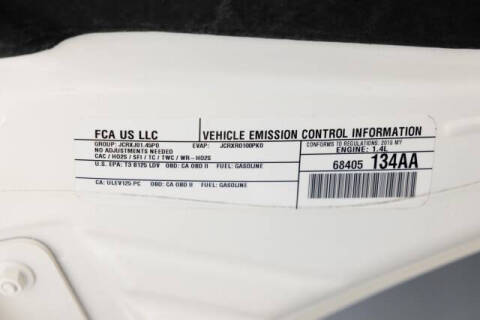 FCA US LLC
VEHICLE EMISSION CONTROL INFORMATION
GROUP: JCRXJ01.45P0 EVAP: JCRXR0100PK0
NO ADJUSTMENTS NEEDED
CAC / HO2S / SFI / TC / TWC / WR-HO2S
CONFORMS TO REGULATIONS: 2018 MY
ENGINE: 1.4L
U.S. EPA: T3 B125 LDV OBD: CA OBD II FUEL: GASOLINE
68405 134AA
CA: ULEV125 PC OBD: CA OBD II FUEL: GASOLINE